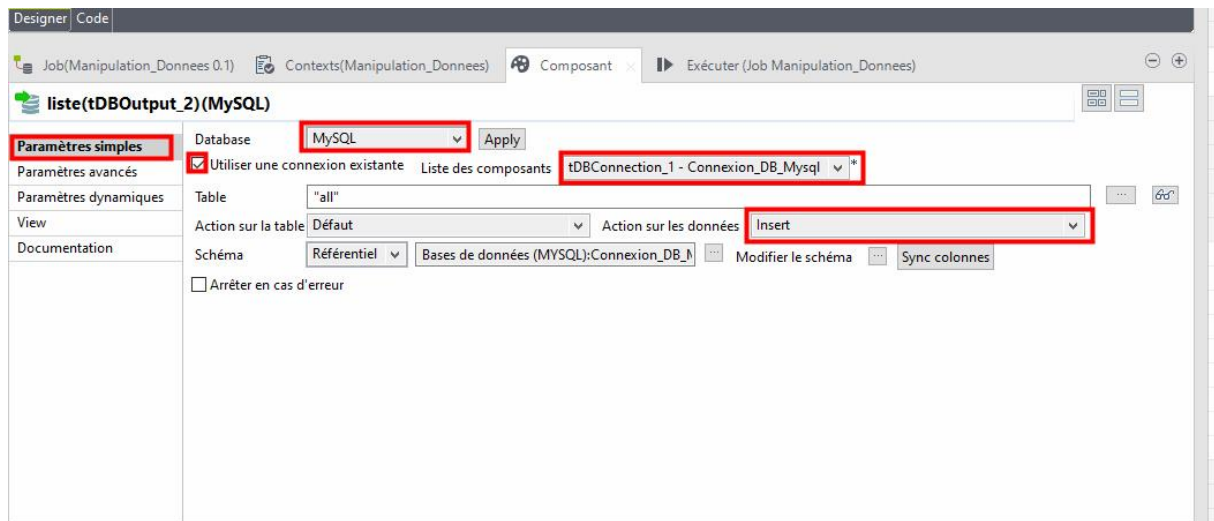 Designer Code
Job(Manipulation_Donnees 0.1) Contexts(Manipulation_Donnees) Composant Exécuter (Job Manipulation_Donnees)
liste(tDBOutput_2)(MySQL)
Paramètres simples
Paramètres avancés
Paramètres dynamiques
View
Documentation
Database MySQL Apply
Utiliser une connexion existante Liste des composants tDBConnection_1 - Connexion_DB_Mysql *
Table "all" ...
Action sur la table Défaut Action sur les données Insert
Schéma Référentiel Bases de données (MYSQL):Connexion_DB_M ... Modifier le schéma ... Sync colonnes
Arrêter en cas d'erreur